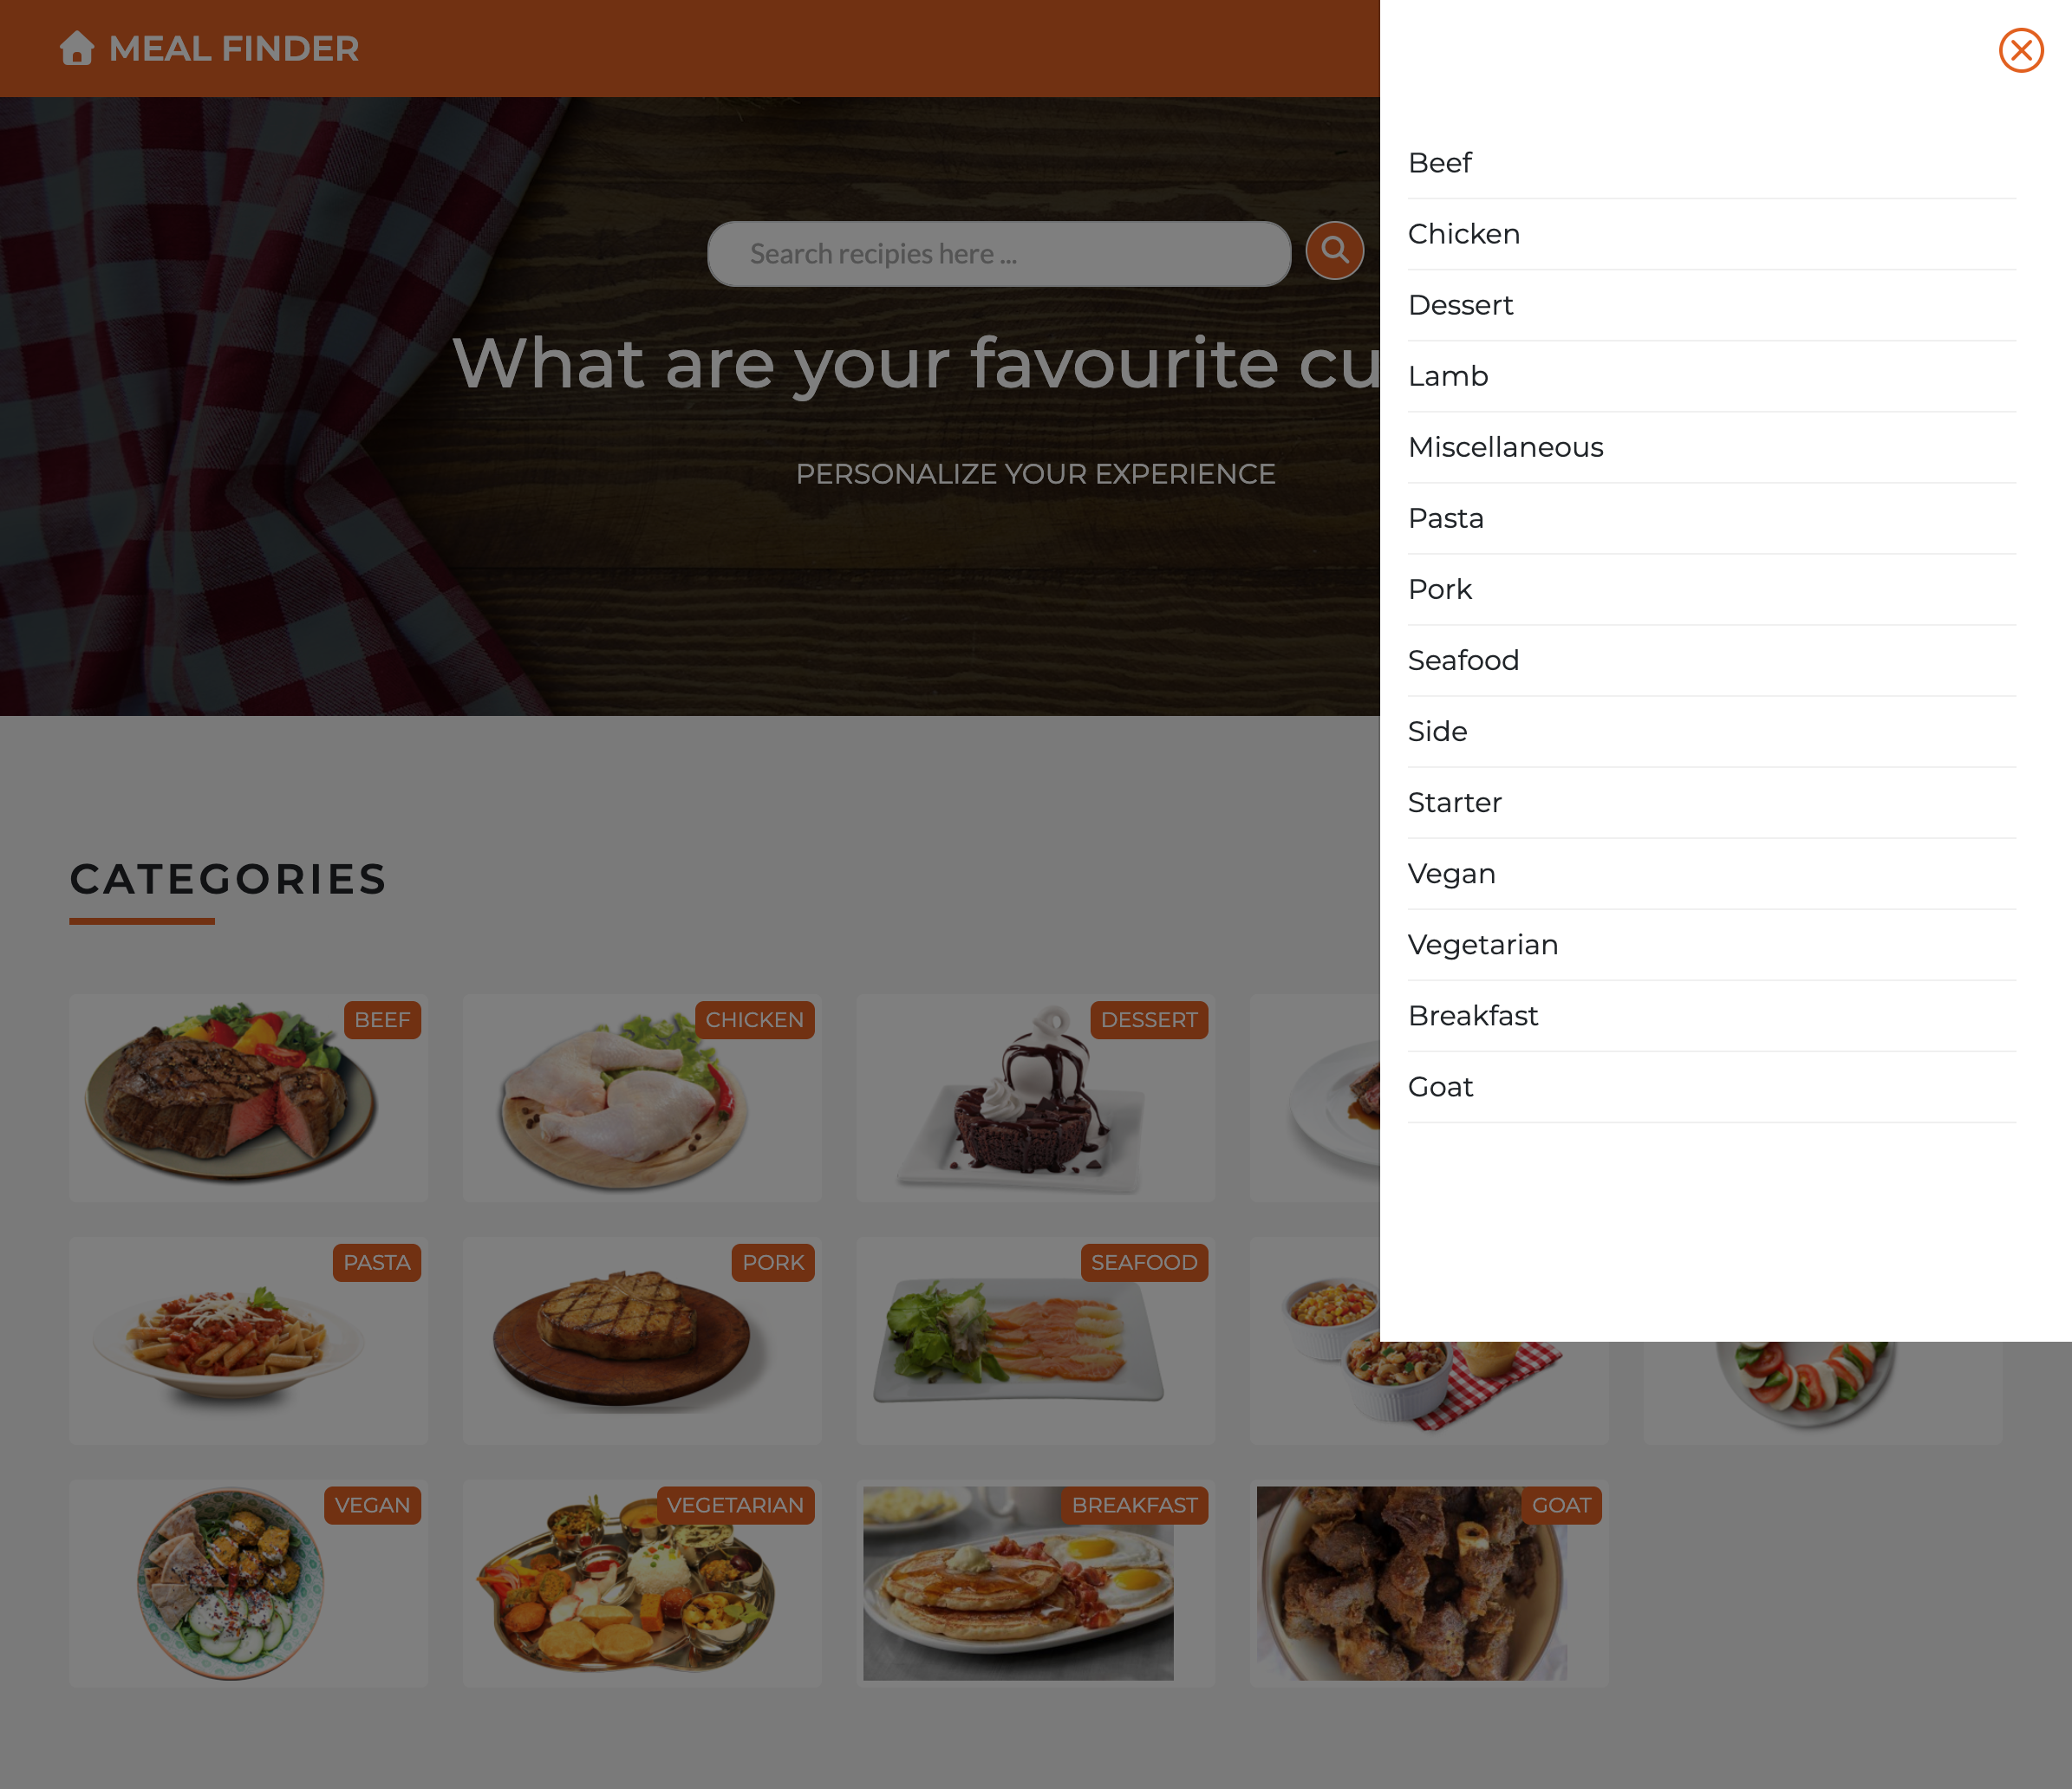 MEAL FINDER
Search recipies here ...
What are your favourite cu
PERSONALIZE YOUR EXPERIENCE
CATEGORIES
BEEF
CHICKEN
DESSERT
PASTA
PORK
SEAFOOD
VEGAN
VEGETARIAN
BREAKFAST
GOAT
Beef
Chicken
Dessert
Lamb
Miscellaneous
Pasta
Pork
Seafood
Side
Starter
Vegan
Vegetarian
Breakfast
Goat